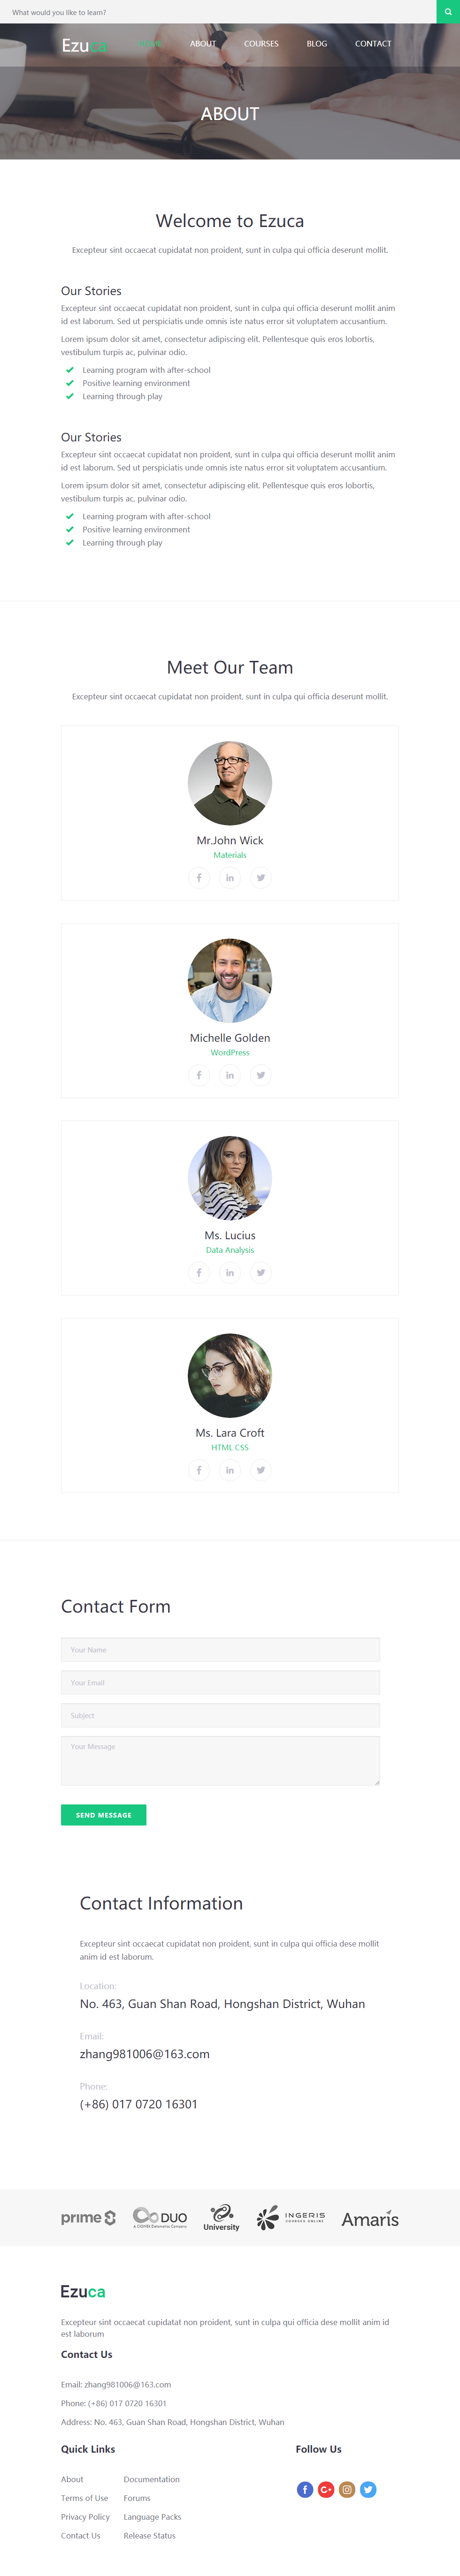 What would you like to learn?
Ezuca HOME ABOUT COURSES BLOG CONTACT
ABOUT
Welcome to Ezuca
Excepteur sint occaecat cupidatat non proident, sunt in culpa qui officia deserunt mollit.
Our Stories
Excepteur sint occaecat cupidatat non proident, sunt in culpa qui officia deserunt mollit anim
id est laborum. Sed ut perspiciatis unde omnis iste natus error sit voluptatem accusantium.
Lorem ipsum dolor sit amet, consectetur adipiscing elit. Pellentesque quis eros lobortis,
vestibulum turpis ac, pulvinar odio.
Learning program with after-school
Positive learning environment
Learning through play
Our Stories
Excepteur sint occaecat cupidatat non proident, sunt in culpa qui officia deserunt mollit anim
id est laborum. Sed ut perspiciatis unde omnis iste natus error sit voluptatem accusantium.
Lorem ipsum dolor sit amet, consectetur adipiscing elit. Pellentesque quis eros lobortis,
vestibulum turpis ac, pulvinar odio.
Learning program with after-school
Positive learning environment
Learning through play
Meet Our Team
Excepteur sint occaecat cupidatat non proident, sunt in culpa qui officia deserunt mollit.
Mr.John Wick
Materials
Michelle Golden
WordPress
Ms. Lucius
Data Analysis
Ms. Lara Croft
HTML CSS
Contact Form
Your Name
Your Email
Subject
Your Message
SEND MESSAGE
Contact Information
Excepteur sint occaecat cupidatat non proident, sunt in culpa qui officia dese mollit
anim id est laborum.
Location:
No. 463, Guan Shan Road, Hongshan District, Wuhan
Email:
zhang981006@163.com
Phone:
(+86) 017 0720 16301
prime DUO University INGERIS Amaris
COURSES ONLINE
Ezuca
Excepteur sint occaecat cupidatat non proident, sunt in culpa qui officia dese mollit anim id
est laborum
Contact Us
Email: zhang981006@163.com
Phone: (+86) 017 0720 16301
Address: No. 463, Guan Shan Road, Hongshan District, Wuhan
Quick Links Follow Us
About Documentation
Terms of Use Forums
Privacy Policy Language Packs
Contact Us Release Status